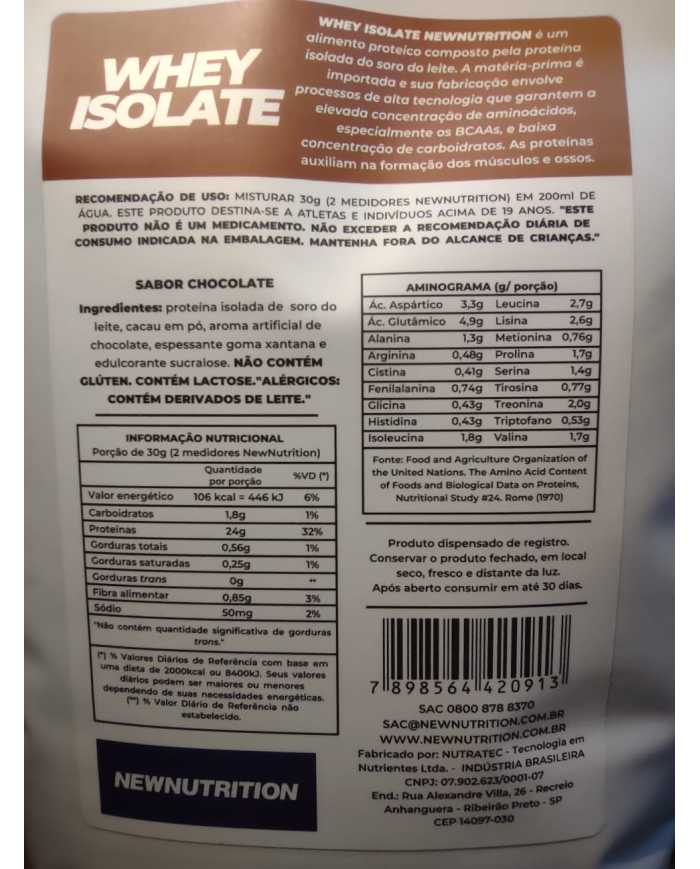 WHEY
ISOLATE
WHEY ISOLATE NEWNUTRITION é um
alimento proteico composto pela proteína
isolada do soro do leite. A matéria-prima é
importada e sua fabricação envolve
processos de alta tecnologia que garantem a
elevada concentração de aminoácidos,
especialmente os BCAAs, e baixa
concentração de carboidratos. As proteínas
auxiliam na formação dos músculos e ossos.
RECOMENDAÇÃO DE USO: MISTURAR 30g (2 MEDIDORES NEWNUTRITION) EM 200ml DE
ÁGUA. ESTE PRODUTO DESTINA-SE A ATLETAS E INDIVÍDUOS ACIMA DE 19 ANOS. "ESTE
PRODUTO NÃO É UM MEDICAMENTO. NÃO EXCEDER A RECOMENDAÇÃO DIÁRIA DE
CONSUMO INDICADA NA EMBALAGEM. MANTENHA FORA DO ALCANCE DE CRIANÇAS."
SABOR CHOCOLATE
Ingredientes: proteína isolada de soro do
leite, cacau em pó, aroma artificial de
chocolate, espessante goma xantana e
edulcorante sucralose. NÃO CONTÉM
GLÚTEN. CONTÉM LACTOSE."ALÉRGICOS:
CONTÉM DERIVADOS DE LEITE."
INFORMAÇÃO NUTRICIONAL
Porção de 30g (2 medidores NewNutrition)
Quantidade
por porção
%VD (*)
Valor energético 106 kcal = 446 kJ 6%
Carboidratos 1,8g 1%
Proteínas 24g 32%
Gorduras totais 0,56g 1%
Gorduras saturadas 0,25g 1%
Gorduras trans 0g **
Fibra alimentar 0,85g 3%
Sódio 50mg 2%
"Não contém quantidade significativa de gorduras
trans."
(*) % Valores Diários de Referência com base em
uma dieta de 2000kcal ou 8400kJ. Seus valores
diários podem ser maiores ou menores
dependendo de suas necessidades energéticas.
(**) % Valor Diário de Referência não
estabelecido.
NEWNUTRITION
AMINOGRAMA (g/ porção)
Ác. Aspártico 3,3g Leucina 2,7g
Ác. Glutâmico 4,9g Lisina 2,6g
Alanina 1,3g Metionina 0,76g
Arginina 0,48g Prolina 1,7g
Cistina 0,41g Serina 1,4g
Fenilalanina 0,74g Tirosina 0,77g
Glicina 0,43g Treonina 2,0g
Histidina 0,43g Triptofano 0,53g
Isoleucina 1,8g Valina 1,7g
Fonte: Food and Agriculture Organization of
the United Nations. The Amino Acid Content
of Foods and Biological Data on Proteins,
Nutritional Study #24. Rome (1970)
Produto dispensado de registro.
Conservar o produto fechado, em local
seco, fresco e distante da luz.
Após aberto consumir em até 30 dias.
7 898564 420913
SAC 0800 878 8370
SAC@NEWNUTRITION.COM.BR
WWW.NEWNUTRITION.COM.BR
Fabricado por: NUTRATEC - Tecnologia em
Nutrientes Ltda. - INDÚSTRIA BRASILEIRA
CNPJ: 07.902.623/0001-07
End.: Rua Alexandre Villa, 26 - Recreio
Anhanguera - Ribeirão Preto - SP
CEP 14097-030